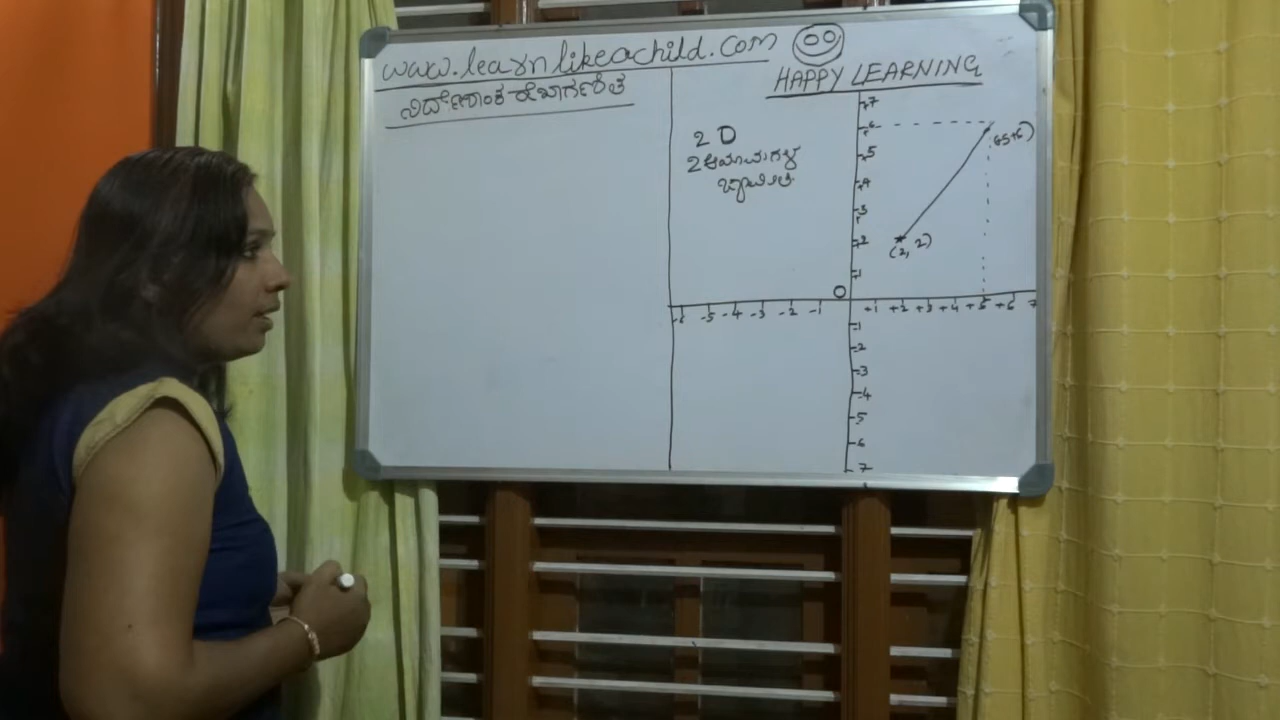 www.learnlikeachild.com
HAPPY LEARNING
ನಿರ್ದೇಶಾಂಕ ರೇಖಾಗಣಿತ
2 D
2 ಆಯಾಮಗಳ
ಜ್ಯಾಮಿತಿ
+7
5
4
3
2
1
(2, 2)
O
-6 -5 -4 -3 -2 -1 +1 +2 +3 +4 +5 +6 7
-1
-2
-3
-4
-5
-6
7